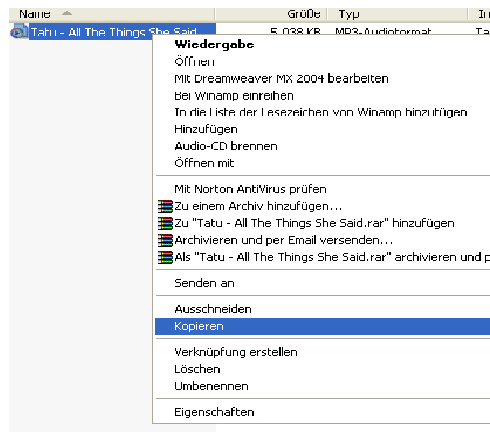 Name Größe Typ In
Tatu - All The Things She Said 5.038 KB MP3-Audioformat Ta
Wiedergabe
Öffnen
Mit Dreamweaver MX 2004 bearbeiten
Bei Winamp einreihen
In die Liste der Lesezeichen von Winamp hinzufügen
Hinzufügen
Audio-CD brennen
Öffnen mit
Mit Norton AntiVirus prüfen
Zu einem Archiv hinzufügen...
Zu "Tatu - All The Things She Said.rar" hinzufügen
Archivieren und per Email versenden...
Als "Tatu - All The Things She Said.rar" archivieren und p
Senden an
Ausschneiden
Kopieren
Verknüpfung erstellen
Löschen
Umbenennen
Eigenschaften